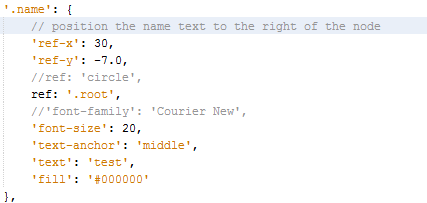 '.name': {
    // position the name text to the right of the node
    'ref-x': 30,
    'ref-y': -7.0,
    //ref: 'circle',
    ref: '.root',
    //'font-family': 'Courier New',
    'font-size': 20,
    'text-anchor': 'middle',
    'text': 'test',
    'fill': '#000000'
},